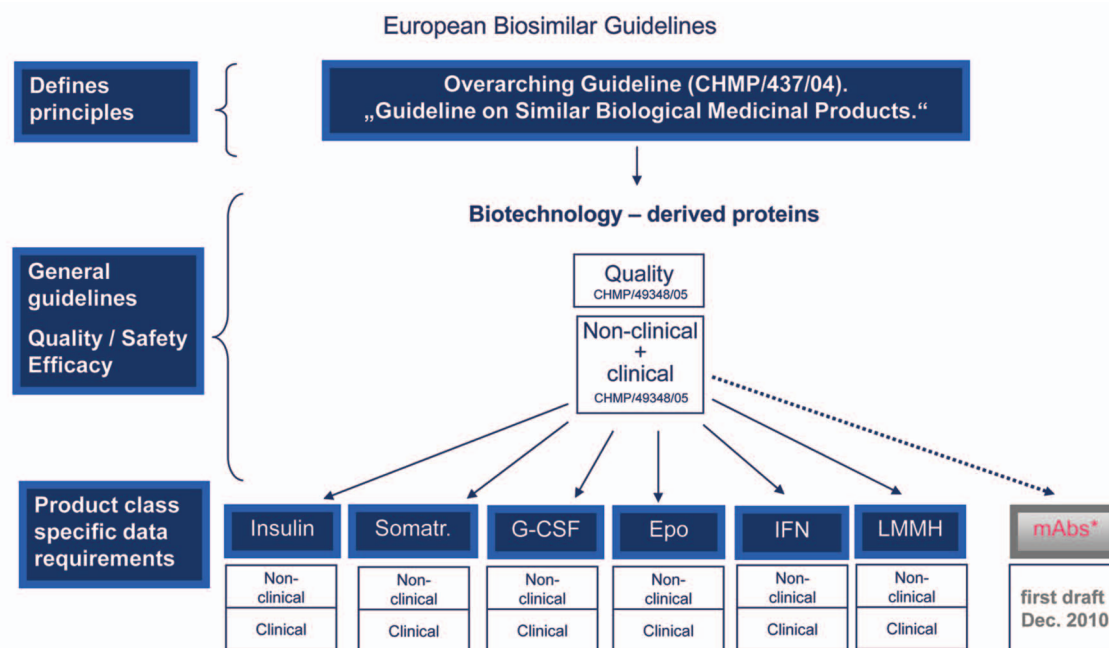 European Biosimilar Guidelines
Defines
principles
Overarching Guideline (CHMP/437/04).
„Guideline on Similar Biological Medicinal Products.“
Biotechnology – derived proteins
General
guidelines
Quality / Safety
Efficacy
Quality
CHMP/49348/05
Non-clinical
+
clinical
CHMP/49348/05
Product class
specific data
requirements
Insulin
Somatr.
G-CSF
Epo
IFN
LMMH
mAbs*
Non-
clinical
Clinical
Non-
clinical
Clinical
Non-
clinical
Clinical
Non-
clinical
Clinical
Non-
clinical
Clinical
Non-
clinical
Clinical
first draft
Dec. 2010